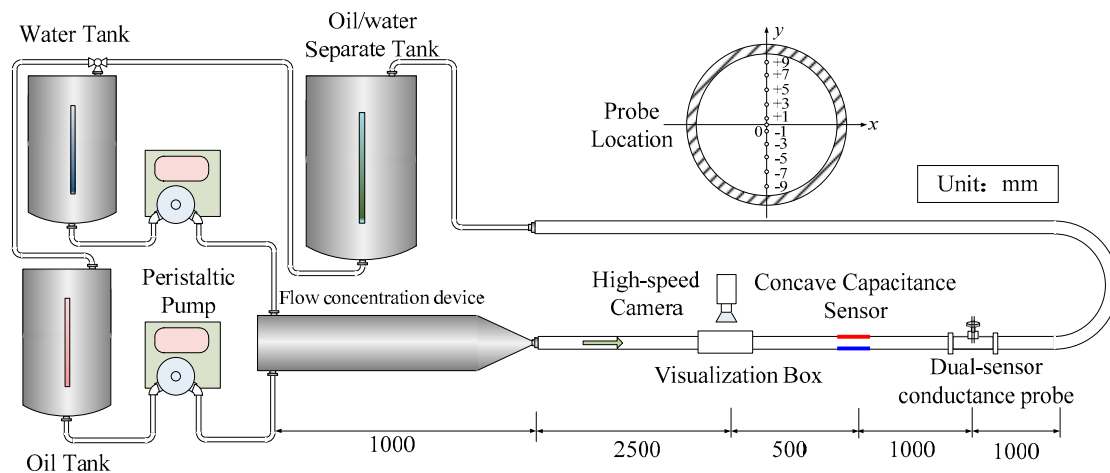 Water Tank
Oil/water
Separate Tank
Probe
Location
y
+9
+7
+5
+3
+1
0
-1
-3
-5
-7
-9
x
Unit: mm
Peristaltic
Pump
Flow concentration device
High-speed
Camera
Concave Capacitance
Sensor
Visualization Box
Dual-sensor
conductance probe
Oil Tank
1000
2500
500
1000
1000